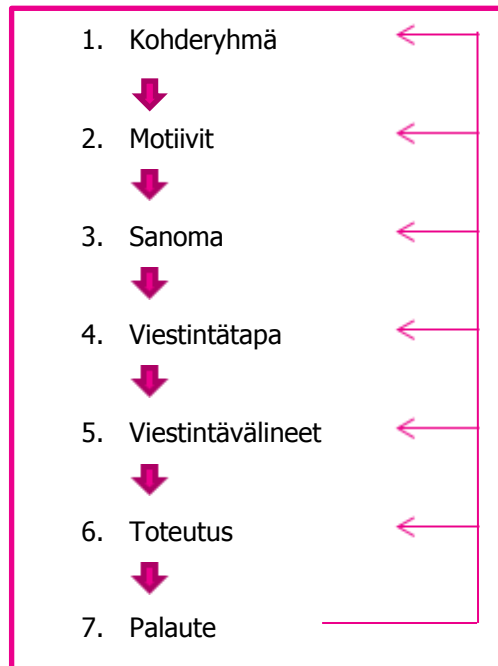 1. Kohderyhmä
2. Motiivit
3. Sanoma
4. Viestintätapa
5. Viestintävälineet
6. Toteutus
7. Palaute